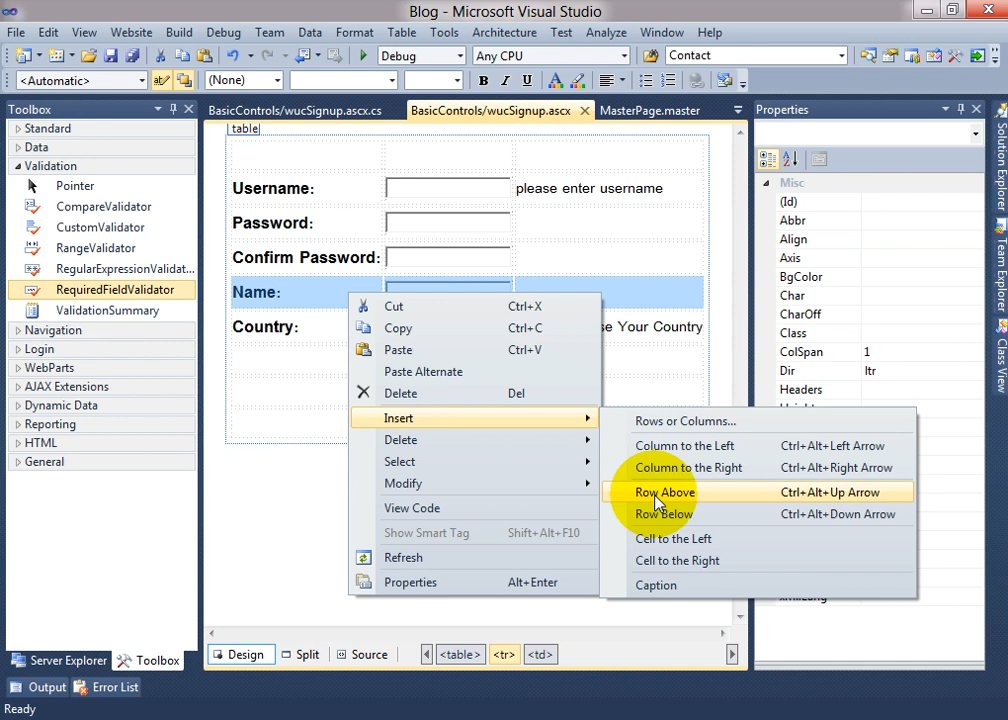 Blog - Microsoft Visual Studio
File Edit View Website Build Debug Team Data Format Table Tools Architecture Test Analyze Window Help
Debug Any CPU Contact
<Automatic> ab/ (None) B I U A
Toolbox
Standard
Data
Validation
Pointer
CompareValidator
CustomValidator
RangeValidator
RegularExpressionValidat...
RequiredFieldValidator
ValidationSummary
Navigation
Login
WebParts
AJAX Extensions
Dynamic Data
Reporting
HTML
General
Server Explorer Toolbox
BasicControls/wucSignup.ascx.cs BasicControls/wucSignup.ascx MasterPage.master
table
Username: please enter username
Password:
Confirm Password:
Name:
Country: se Your Country
Cut Ctrl+X
Copy Ctrl+C
Paste Ctrl+V
Paste Alternate
Delete Del
Insert
Delete
Select
Modify
View Code
Show Smart Tag Shift+Alt+F10
Refresh
Properties Alt+Enter
Rows or Columns...
Column to the Left Ctrl+Alt+Left Arrow
Column to the Right Ctrl+Alt+Right Arrow
Row Above Ctrl+Alt+Up Arrow
Row Below Ctrl+Alt+Down Arrow
Cell to the Left
Cell to the Right
Caption
Design Split Source <table> <tr> <td>
Properties
Misc
(Id)
Abbr
Align
Axis
BgColor
Char
CharOff
Class
ColSpan 1
Dir ltr
Headers
Solution Explorer
Team Explorer
Class View
Output Error List
Ready